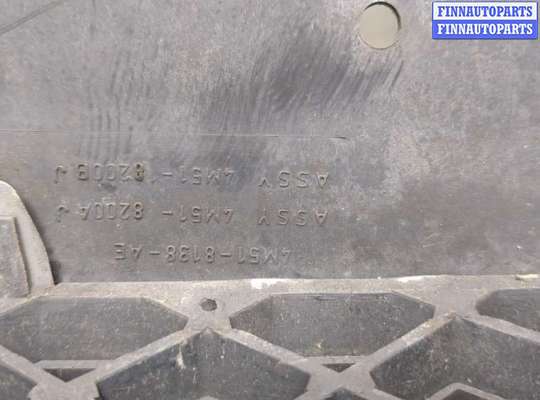 FINNAUTOPARTS
FINNAUTOPARTS
4M51-8138-AE
ASSY 4M51- 8200A J
ASSY 4M51- 8200B J